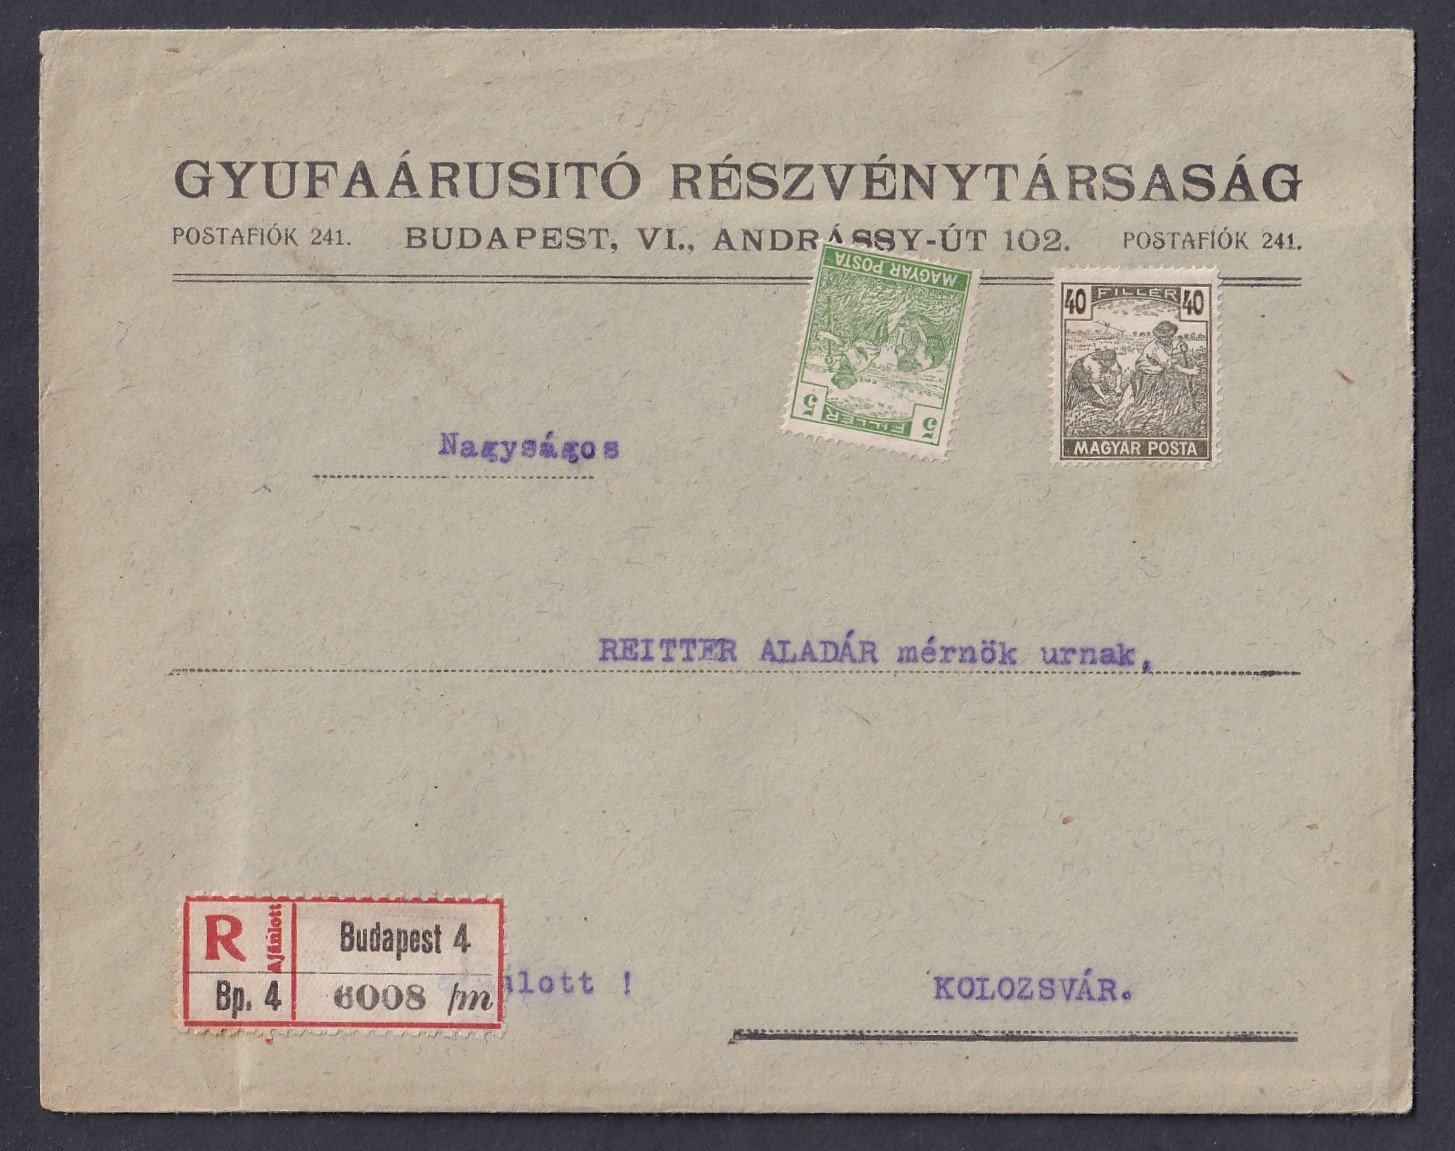 GYUFAÁRUSITÓ RÉSZVÉNYTÁRSASÁG
POSTAFIÓK 241. BUDAPEST, VI., ANDRÁSSY-ÚT 102. POSTAFIÓK 241.
MAGYAR POSTA
5 FILLÉR 5
40 FILLÉR 40
MAGYAR POSTA
Nagyságos
REITTER ALADÁR mérnök urnak,
R Ajánlott Budapest 4
Bp. 4 6008 /m
!
KOLOZSVÁR.